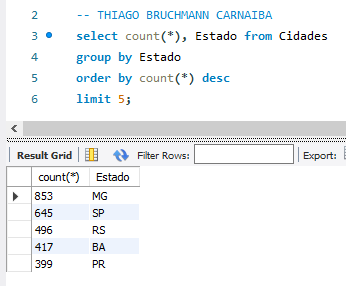 2 -- THIAGO BRUCHMANN CARNAIBA
3 select count(*), Estado from Cidades
4 group by Estado
5 order by count(*) desc
6 limit 5;
Result Grid Filter Rows: Export:
count(*) Estado
853 MG
645 SP
496 RS
417 BA
399 PR